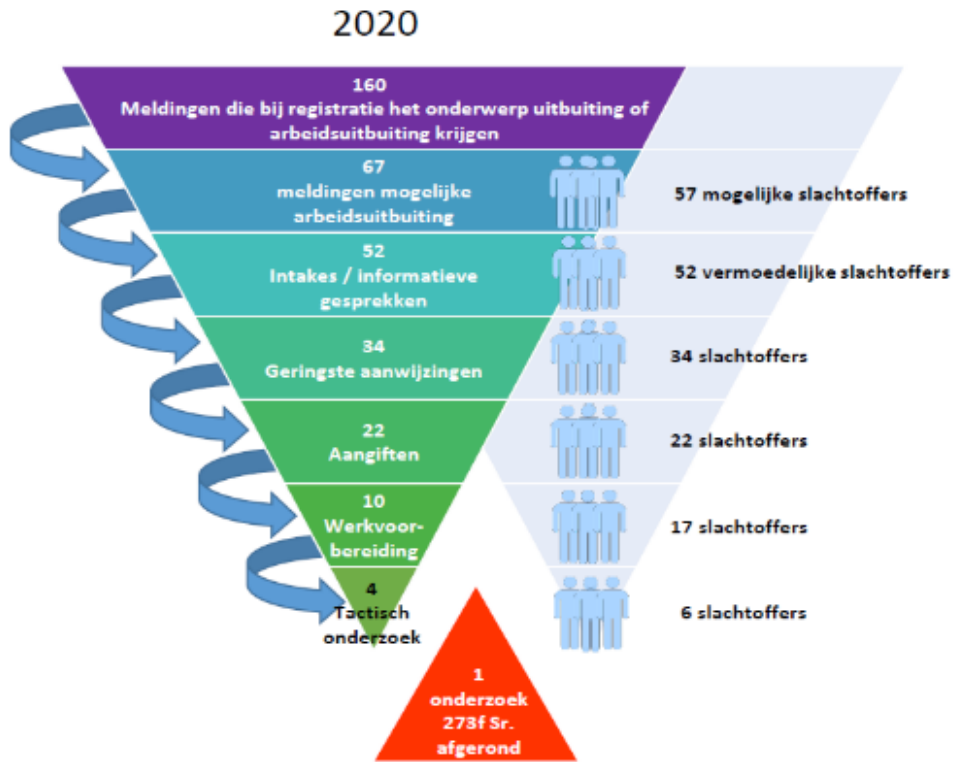 2020
160
Meldingen die bij registratie het onderwerp uitbuiting of
arbeidsuitbuiting krijgen
67
meldingen mogelijke
arbeidsuitbuiting
57 mogelijke slachtoffers
52
Intakes / informatieve
gesprekken
52 vermoedelijke slachtoffers
34
Geringste aanwijzingen
34 slachtoffers
22
Aangiften
22 slachtoffers
10
Werkvoor-
bereiding
17 slachtoffers
4
Tactisch
onderzoek
6 slachtoffers
1
onderzoek
273f Sr.
afgerond